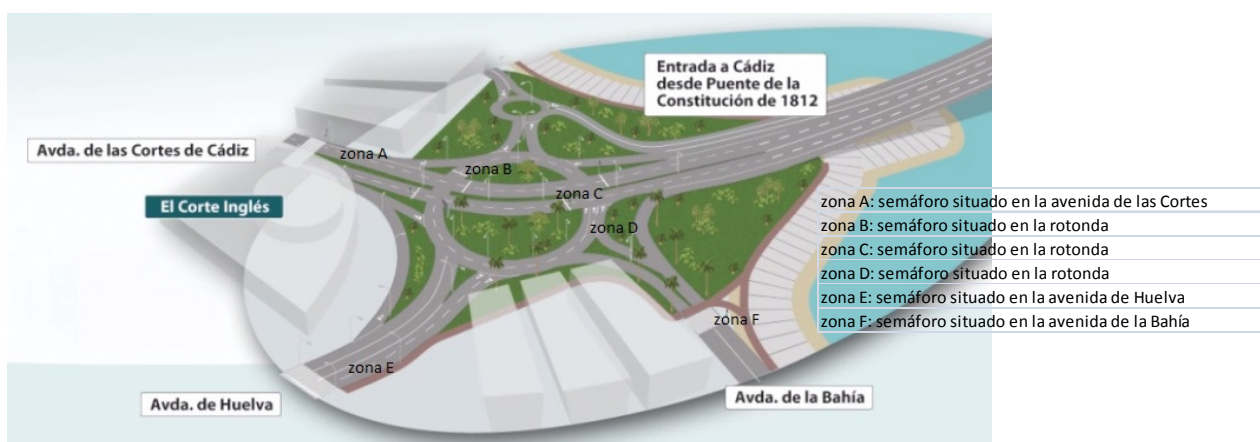 Entrada a Cádiz
desde Puente de la
Constitución de 1812
Avda. de las Cortes de Cádiz
zona A
zona B
El Corte Inglés
zona C
zona D
zona A: semáforo situado en la avenida de las Cortes
zona B: semáforo situado en la rotonda
zona C: semáforo situado en la rotonda
zona D: semáforo situado en la rotonda
zona E: semáforo situado en la avenida de Huelva
zona F: semáforo situado en la avenida de la Bahía
zona F
zona E
Avda. de Huelva
Avda. de la Bahía